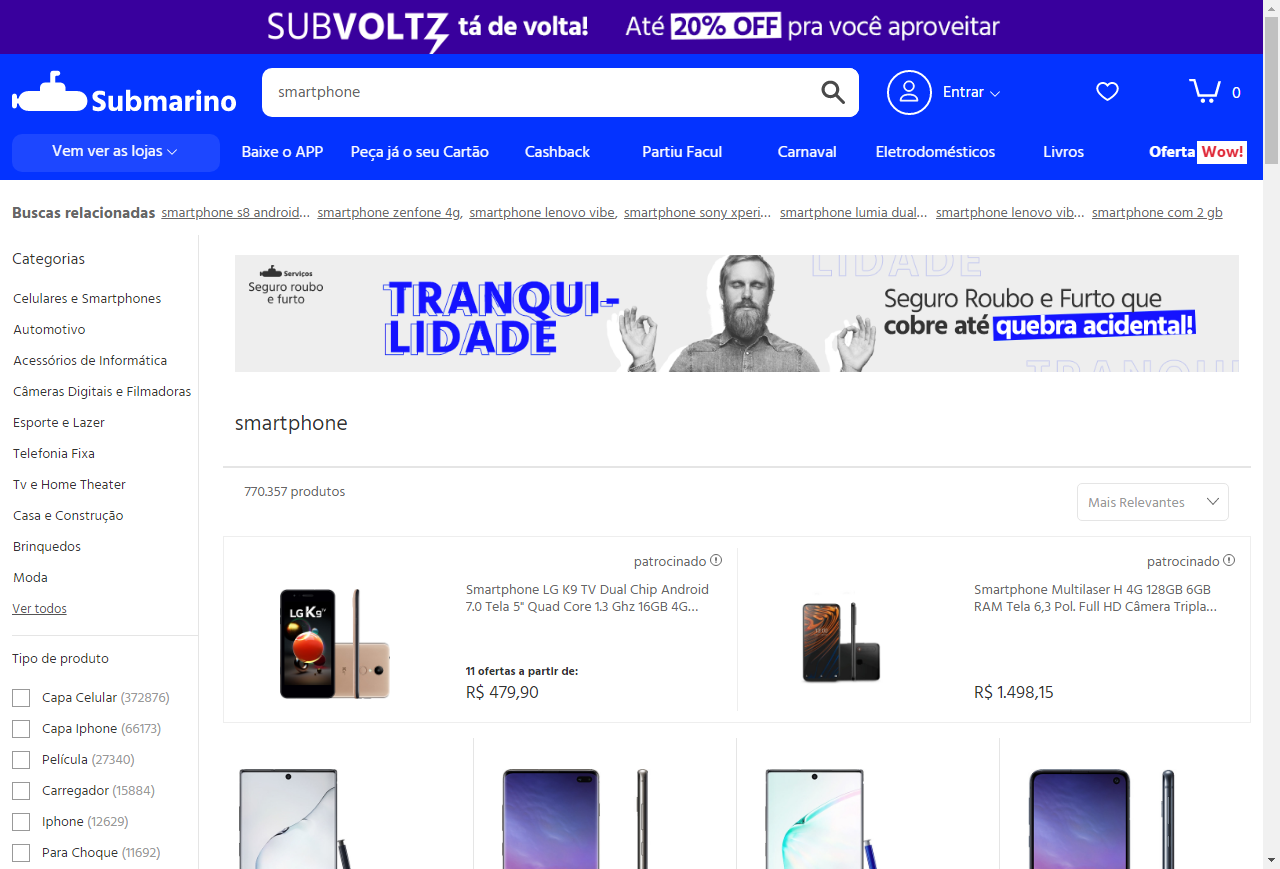 SUBVOLTZ tá de volta! Até 20% OFF pra você aproveitar
Submarino
smartphone
Entrar
0
Vem ver as lojas
Baixe o APP
Peça já o seu Cartão
Cashback
Partiu Facul
Carnaval
Eletrodomésticos
Livros
Oferta Wow!
Buscas relacionadas smartphone s8 android... smartphone zenfone 4g, smartphone lenovo vibe, smartphone sony xperi... smartphone lumia dual... smartphone lenovo vib... smartphone com 2 gb
Categorias
Celulares e Smartphones
Automotivo
Acessórios de Informática
Câmeras Digitais e Filmadoras
Esporte e Lazer
Telefonia Fixa
Tv e Home Theater
Casa e Construção
Brinquedos
Moda
Ver todos
Tipo de produto
Capa Celular (372876)
Capa Iphone (66173)
Película (27340)
Carregador (15884)
Iphone (12629)
Para Choque (11692)
Serviços
Seguro roubo
e furto
TRANQUI-
LIDADE
LIDADE
Seguro Roubo e Furto que
cobre até quebra acidental!
TRANQUI
smartphone
770.357 produtos
Mais Relevantes
patrocinado
LG K9 TV
Smartphone LG K9 TV Dual Chip Android
7.0 Tela 5" Quad Core 1.3 Ghz 16GB 4G...
11 ofertas a partir de:
R$ 479,90
patrocinado
Smartphone Multilaser H 4G 128GB 6GB
RAM Tela 6,3 Pol. Full HD Câmera Tripla...
R$ 1.498,15